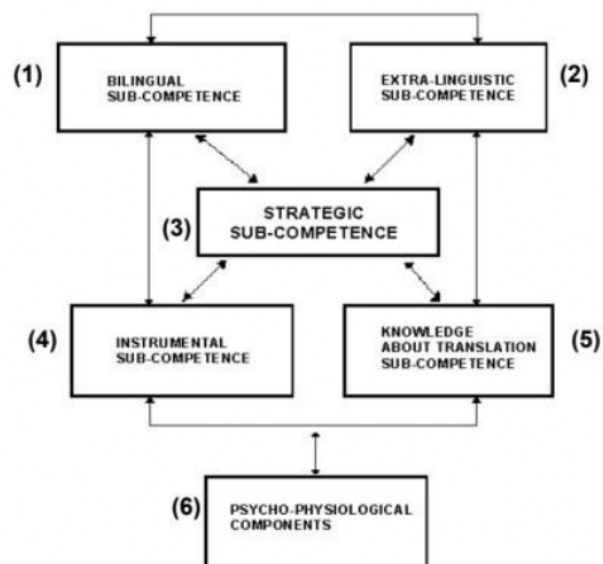 (1)
BILINGUAL
SUB-COMPETENCE
EXTRA-LINGUISTIC
SUB-COMPETENCE
(2)
(3)
STRATEGIC
SUB-COMPETENCE
(4)
INSTRUMENTAL
SUB-COMPETENCE
KNOWLEDGE
ABOUT TRANSLATION
SUB-COMPETENCE
(5)
(6)
PSYCHO-PHYSIOLOGICAL
COMPONENTS